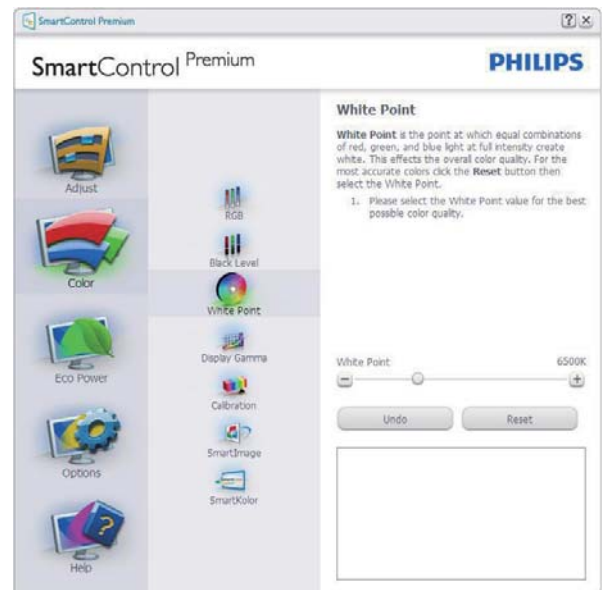 SmartControl Premium
SmartControl Premium
PHILIPS
Adjust
Color
Eco Power
Options
Help
RGB
Black Level
White Point
Display Gamma
Calibration
SmartImage
SmartKolor
White Point
White Point is the point at which equal combinations
of red, green, and blue light at full intensity create
white. This effects the overall color quality. For the
most accurate colors click the Reset button then
select the White Point.
1. Please select the White Point value for the best
possible color quality.
White Point 6500K
Undo Reset